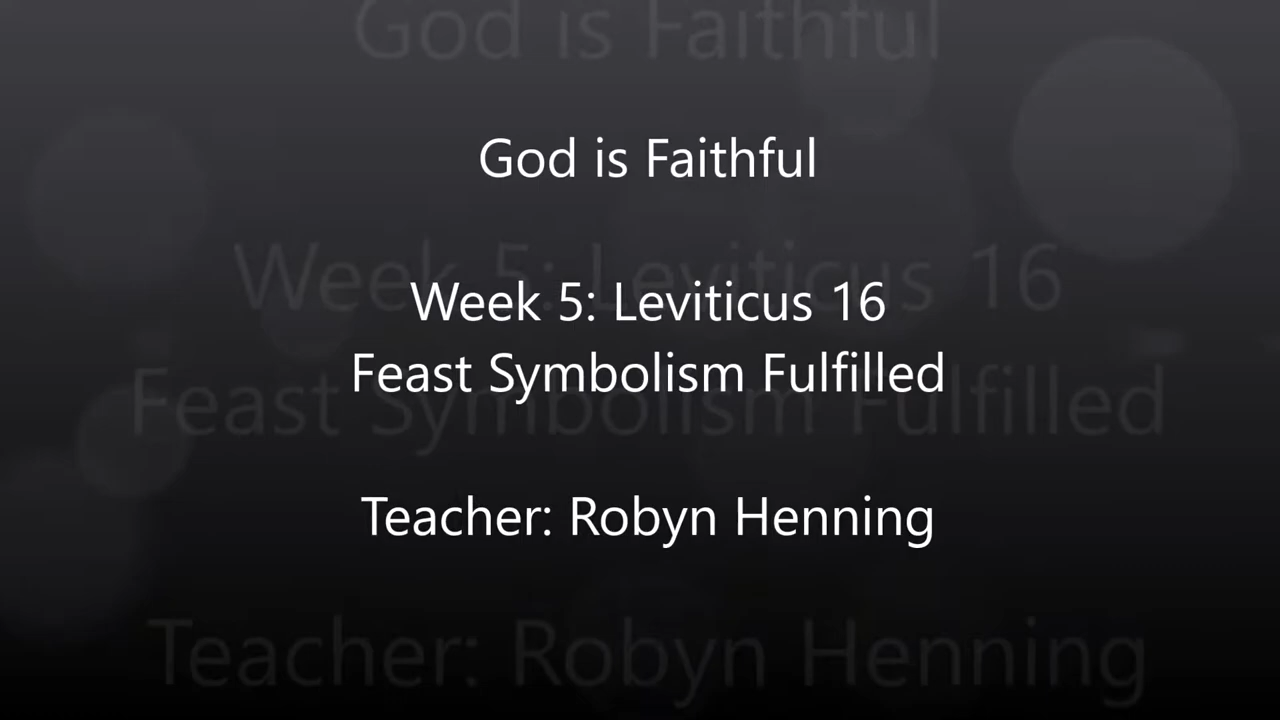 God is Faithful
Week 5: Leviticus 16
Feast Symbolism Fulfilled
Teacher: Robyn Henning